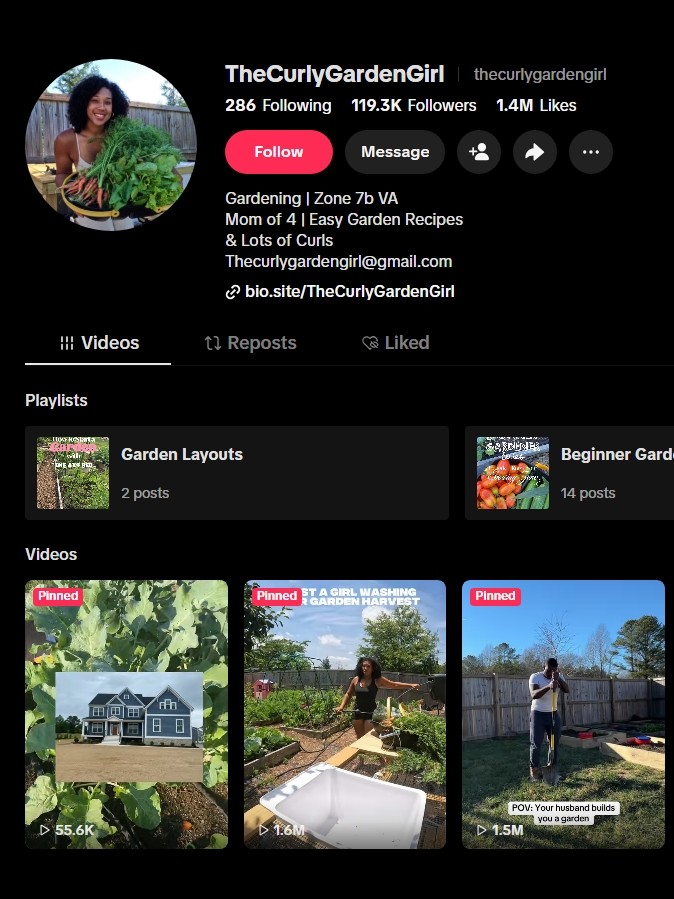 TheCurlyGardenGirl thecurlygardengirl
286 Following 119.3K Followers 1.4M Likes
Follow Message
Gardening | Zone 7b VA
Mom of 4 | Easy Garden Recipes
& Lots of Curls
Thecurlygardengirl@gmail.com
bio.site/TheCurlyGardenGirl
Videos Reposts Liked
Playlists
Garden Layouts
2 posts
Beginner Gard
14 posts
Videos
Pinned
55.6K
Pinned
ST A GIRL WASHING
R GARDEN HARVEST
1.6M
Pinned
POV: Your husband builds
you a garden
1.5M